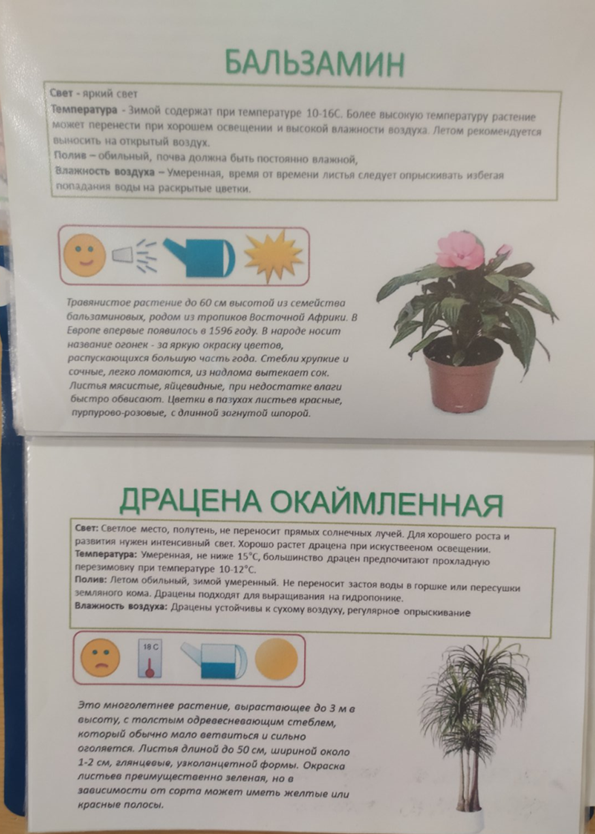 БАЛЬЗАМИН
Свет - яркий свет
Температура - Зимой содержат при температуре 10-16С. Более высокую температуру растение
может перенести при хорошем освещении и высокой влажности воздуха. Летом рекомендуется
выносить на открытый воздух.
Полив – обильный, почва должна быть постоянно влажной,
Влажность воздуха – Умеренная, время от времени листья следует опрыскивать избегая
попадания воды на раскрытые цветки.
Травянистое растение до 60 см высотой из семейства
бальзаминовых, родом из тропиков Восточной Африки. В
Европе впервые появилось в 1596 году. В народе носит
название огонек - за яркую окраску цветов,
распускающихся большую часть года. Стебли хрупкие и
сочные, легко ломаются, из надлома вытекает сок.
Листья мясистые, яйцевидные, при недостатке влаги
быстро обвисают. Цветки в пазухах листьев красные,
пурпурово-розовые, с длинной загнутой шпорой.
ДРАЦЕНА ОКАЙМЛЕННАЯ
Свет: Светлое место, полутень, не переносит прямых солнечных лучей. Для хорошего роста и
развития нужен интенсивный свет. Хорошо растет драцена при искуствееном освещении.
Температура: Умеренная, не ниже 15°С, большинство драцен предпочитают прохладную
перезимовку при температуре 10-12°С.
Полив: Летом обильный, зимой умеренный. Не переносит застоя воды в горшке или пересушки
земляного кома. Драцены подходят для выращивания на гидропонике.
Влажность воздуха: Драцены устойчивы к сухому воздуху, регулярное опрыскивание
18 С
Это многолетнее растение, вырастающее до 3 м в
высоту, с толстым одревесневающим стеблем,
который обычно мало ветвиться и сильно
оголяется. Листья длиной до 50 см, шириной около
1-2 см, глянцевые, узколанцетной формы. Окраска
листьев преимущественно зеленая, но в
зависимости от сорта может иметь желтые или
красные полосы.